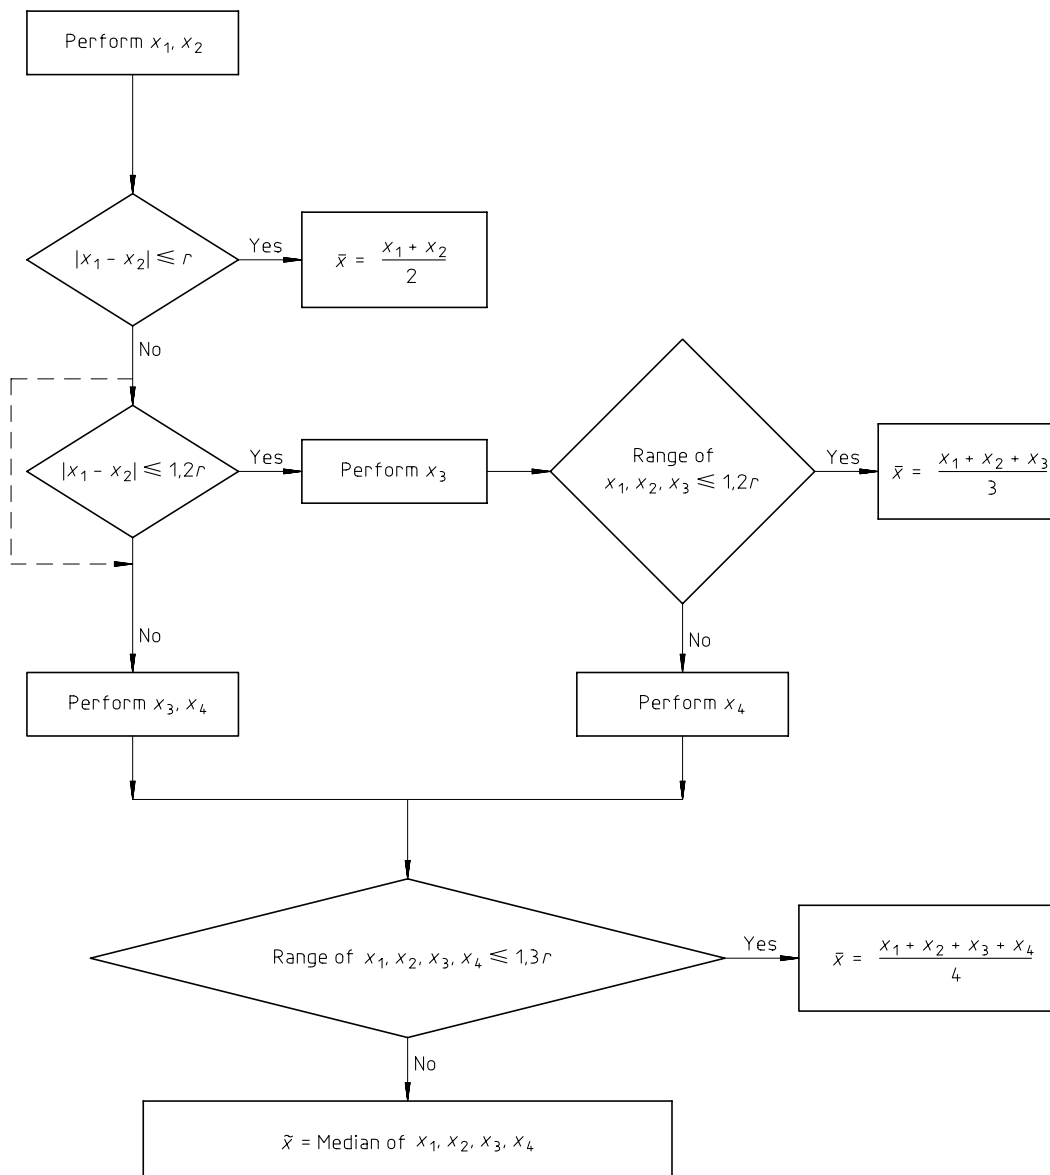 Perform x₁, x₂
|x₁ − x₂| ⩽ r
Yes
x̄ = (x₁ + x₂)/2
No
|x₁ − x₂| ⩽ 1,2r
Yes
Perform x₃
Range of
x₁, x₂, x₃ ⩽ 1,2r
Yes
x̄ = (x₁ + x₂ + x₃)/3
No
No
Perform x₃, x₄
Perform x₄
Range of x₁, x₂, x₃, x₄ ⩽ 1,3r
Yes
x̄ = (x₁ + x₂ + x₃ + x₄)/4
No
x̃ = Median of x₁, x₂, x₃, x₄